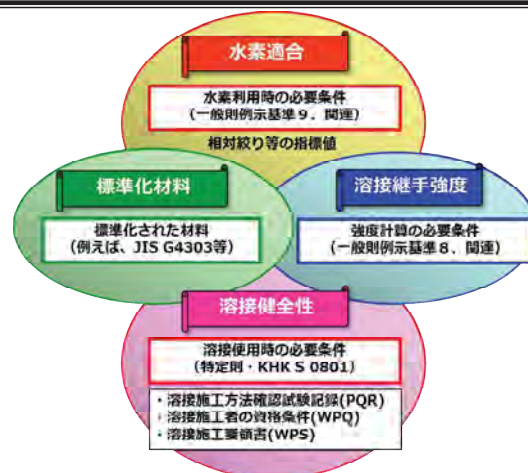 水素適合
水素利用時の必要条件
(一般則例示基準9.関連)
相対絞り等の指標値
標準化材料
標準化された材料
(例えば、JIS G4303等)
溶接継手強度
強度計算の必要条件
(一般則例示基準8.関連)
溶接健全性
溶接使用時の必要条件
(特定則・KHK S 0801)
・溶接施工方法確認試験記録(PQR)
・溶接施工者の資格条件(WPQ)
・溶接施工要領書(WPS)